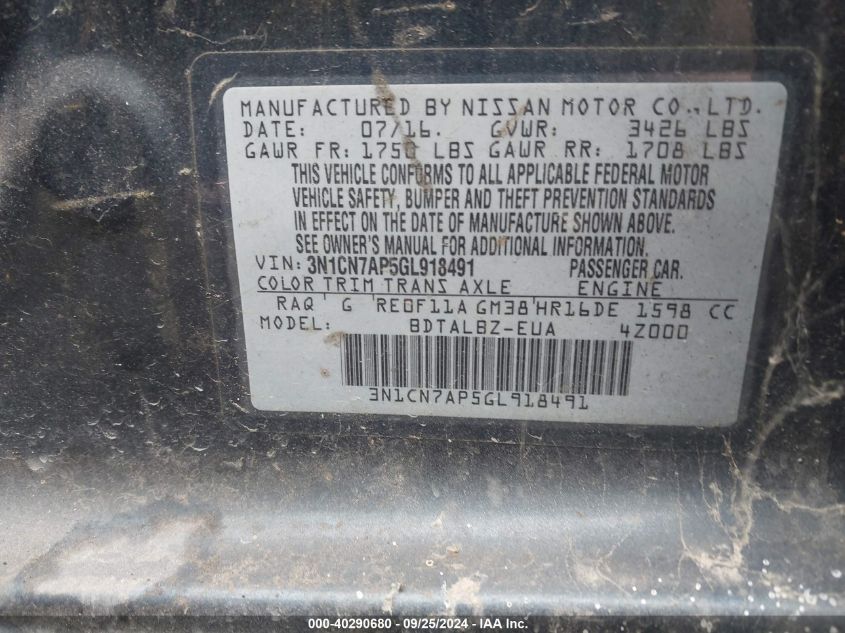 MANUFACTURED BY NISSAN MOTOR CO., LTD.
DATE: 07/16. GVWR: 3426 LBS
GAWR FR: 1750 LBS GAWR RR: 1708 LBS
THIS VEHICLE CONFORMS TO ALL APPLICABLE FEDERAL MOTOR
VEHICLE SAFETY, BUMPER AND THEFT PREVENTION STANDARDS
IN EFFECT ON THE DATE OF MANUFACTURE SHOWN ABOVE.
SEE OWNER'S MANUAL FOR ADDITIONAL INFORMATION.
VIN: 3N1CN7AP5GL918491 PASSENGER CAR.
COLOR TRIM TRANS AXLE ENGINE
RAQ G RE0F11A GM38 HR16DE 1598 CC
MODEL: BDTALBZ-EUA 4Z000
3N1CN7AP5GL918491
000-40290680 - 09/25/2024 - IAA Inc.